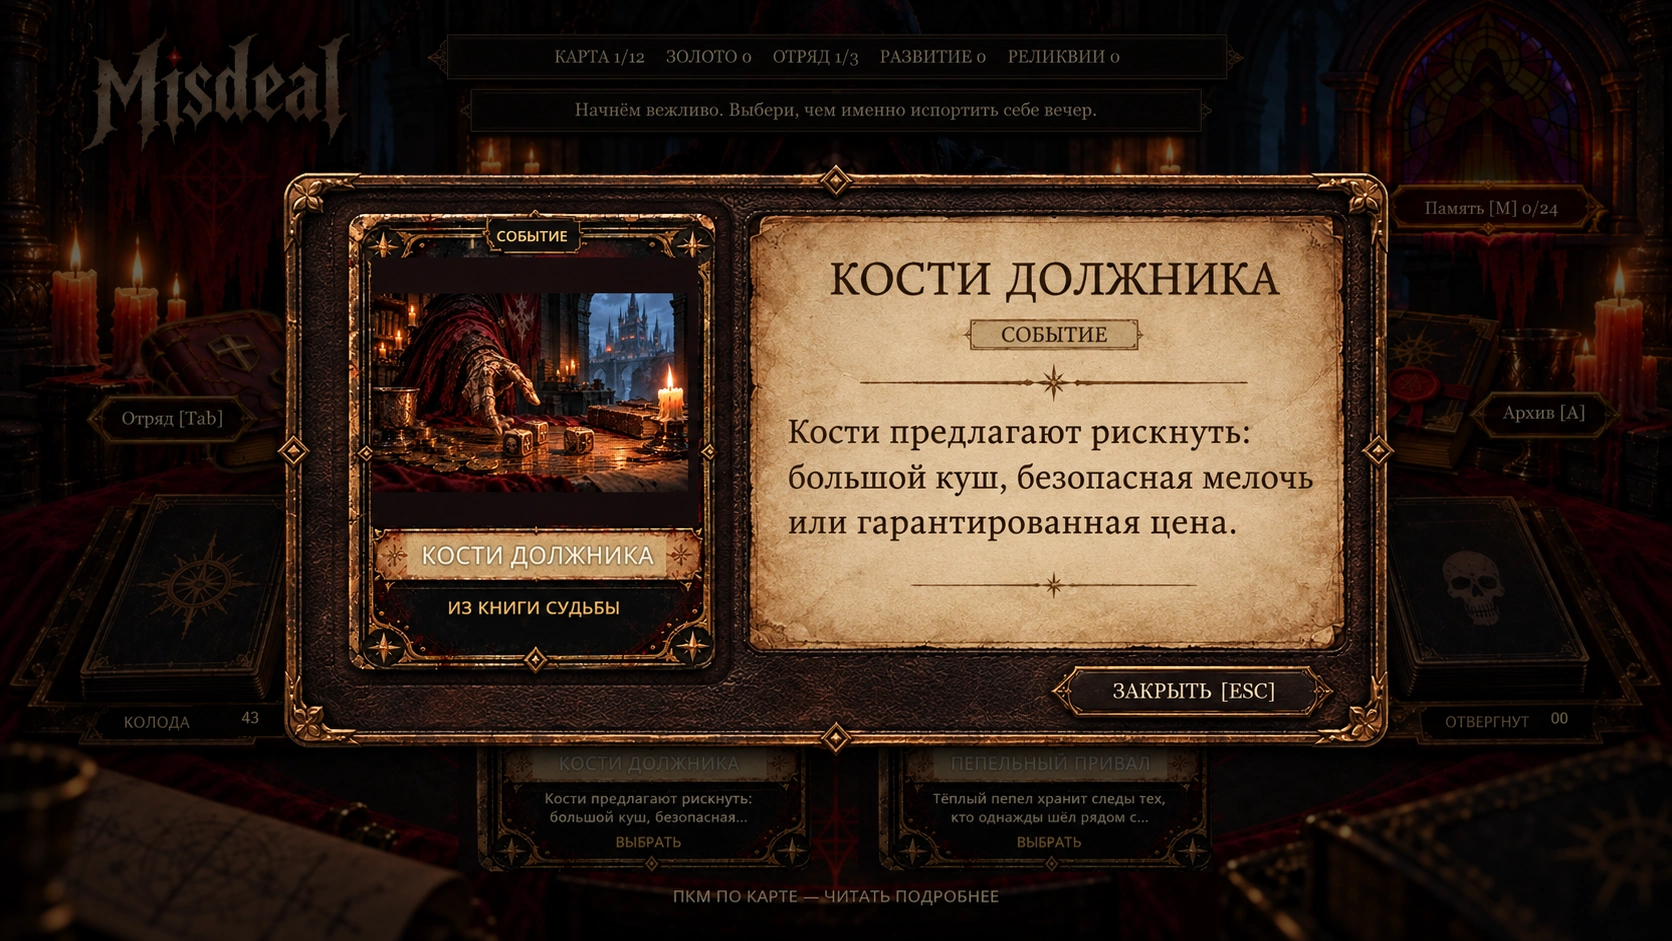 Misdeal
КАРТА 1/12 ЗОЛОТО 0 ОТРЯД 1/3 РАЗВИТИЕ 0 РЕЛИКВИИ 0
Начнём вежливо. Выбери, чем именно испортить себе вечер.
Память [M] 0/24
Отряд [Tab]
Архив [A]
СОБЫТИЕ
КОСТИ ДОЛЖНИКА
ИЗ КНИГИ СУДЬБЫ
КОСТИ ДОЛЖНИКА
СОБЫТИЕ
Кости предлагают рискнуть:
большой куш, безопасная мелочь
или гарантированная цена.
ЗАКРЫТЬ [ESC]
КОЛОДА 43
ОТВЕРГНУТ 00
КОСТИ ДОЛЖНИКА
Кости предлагают рискнуть:
большой куш, безопасная...
ВЫБРАТЬ
ПЕПЕЛЬНЫЙ ПРИВАЛ
Тёплый пепел хранит следы тех,
кто однажды шёл рядом с...
ВЫБРАТЬ
ПКМ ПО КАРТЕ — ЧИТАТЬ ПОДРОБНЕЕ